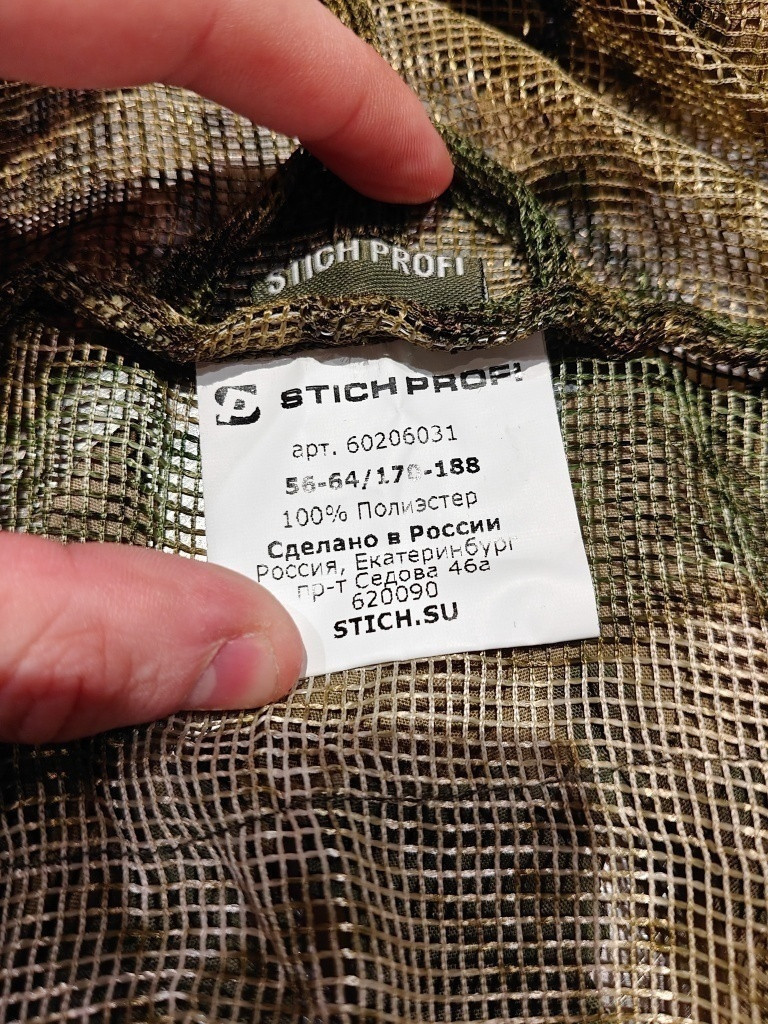 STICH PROFI
STICH PROFI
арт. 60206031
56-64/170-188
100% Полиэстер
Сделано в России
Россия, Екатеринбург
пр-т Седова 46а
620090
STICH.SU